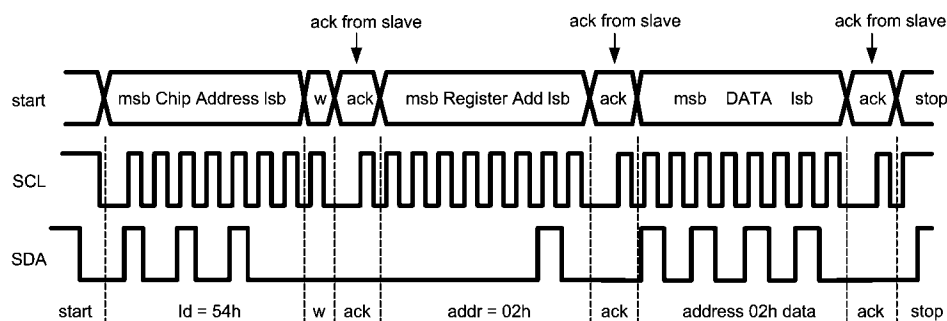 ack from slave ack from slave ack from slave
start msb Chip Address lsb w ack msb Register Add lsb ack msb DATA lsb ack stop
SCL
SDA
start Id = 54h w ack addr = 02h ack address 02h data ack stop